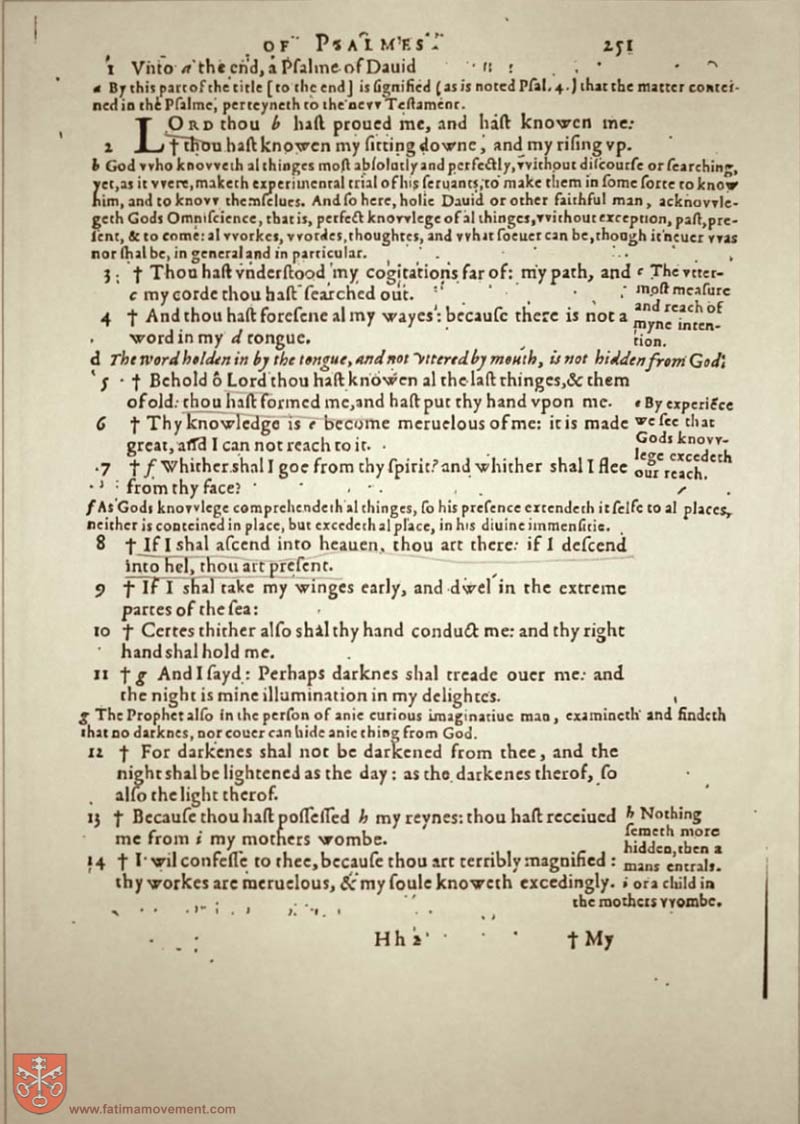 OF PSALMES. 251
1 Vnto a the end, a Psalme of Dauid
a By this part of the title [to the end] is signified (as is noted Psal. 4.) that the matter contei-
ned in the Psalme, perteyneth to the nevv Testament.
LORD thou b hast proued me, and hast knowen me:
2 † thou hast knowen my sitting downe, and my rising vp.
b God vvho knovveth al thinges most absolutly and perfectly, vvithout discourse or searching,
yet, as it vvere, maketh experimental trial of his seruants, to make them in some sorte to know
him, and to knovv themselues. And so here, holie Dauid or other faithful man, acknovvle-
geth Gods Omniscience, that is, perfect knovvlege of al thinges, vvithout exception, past, pre-
sent, & to come: al vvorkes, vvordes, thoughtes, and vvhat soeuer can be, though it neuer vvas
nor shal be, in general and in particular.
3 † Thou hast vnderstood my cogitations far of: my path, and
c my corde thou hast searched out.
c The vtter-
most measure
and reach of
myne inten-
tion.
4 † And thou hast foresene al my wayes: because there is not a
word in my d tongue.
d The word holden in by the tongue, and not vttered by mouth, is not hidden from God.
5 † Behold ô Lord thou hast knowen al the last thinges, & them
of old: thou hast formed me, and hast put thy hand vpon me.
6 † Thy knowledge is e become meruelous of me: it is made
great, and I can not reach to it.
e By experiẽce
we see that
Gods knovv-
lege excedeth
our reach.
7 † f Whither shal I goe from thy spirit? and whither shal I flee
from thy face?
f As Gods knovvlege comprehendeth al thinges, so his presence extendeth it selfe to al places,
neither is conteined in place, but excedeth al place, in his diuine immensitie.
8 † If I shal ascend into heauen, thou art there: if I descend
into hel, thou art present.
9 † If I shal take my winges early, and dwel in the extreme
partes of the sea:
10 † Certes thither also shal thy hand conduct me: and thy right
hand shal hold me.
11 † g And I sayd: Perhaps darknes shal treade ouer me: and
the night is mine illumination in my delightes.
g The Prophet also in the person of anie curious imaginatiue man, examineth and findeth
that no darknes, nor couer can hide anie thing from God.
12 † For darkenes shal not be darkened from thee, and the
night shal be lightened as the day: as the darkenes therof, so
also the light therof.
13 † Because thou hast possessed h my reynes: thou hast receiued
me from i my mothers wombe.
h Nothing
semeth more
hidden, then a
mans entrals.
14 † I wil confesse to thee, because thou art terribly magnified:
thy workes are meruelous, & my soule knoweth excedingly.
i or a child in
the mothers vvombe.
Hh 2 † My
www.fatimamovement.com